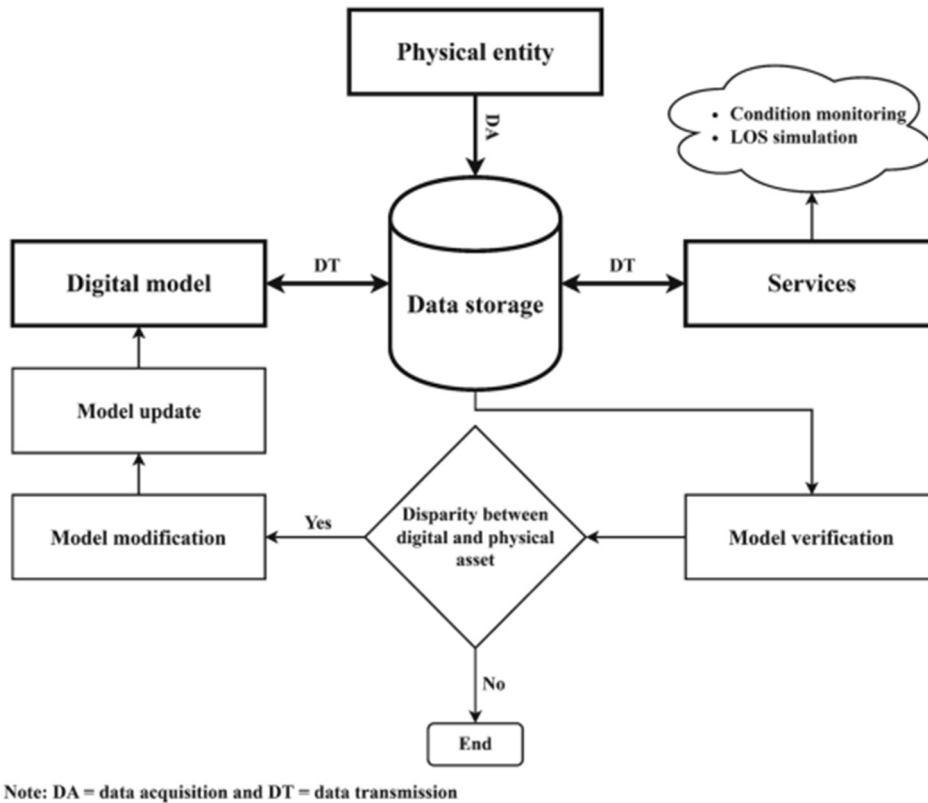 Physical entity
DA
• Condition monitoring
• LOS simulation
Digital model
DT
Data storage
DT
Services
Model update
Model modification
Yes
Disparity between
digital and physical
asset
Model verification
No
End
Note: DA = data acquisition and DT = data transmission